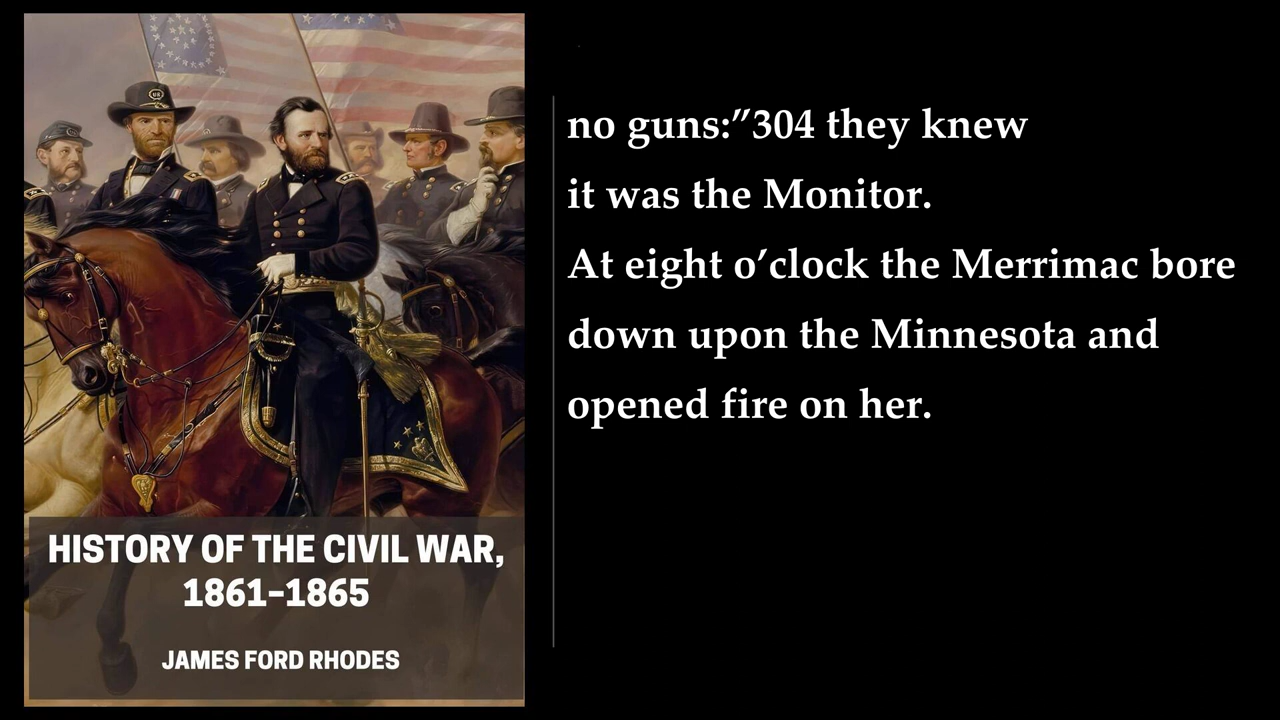 HISTORY OF THE CIVIL WAR,
1861–1865
JAMES FORD RHODES
no guns:”304 they knew
it was the Monitor.
At eight o’clock the Merrimac bore
down upon the Minnesota and
opened fire on her.